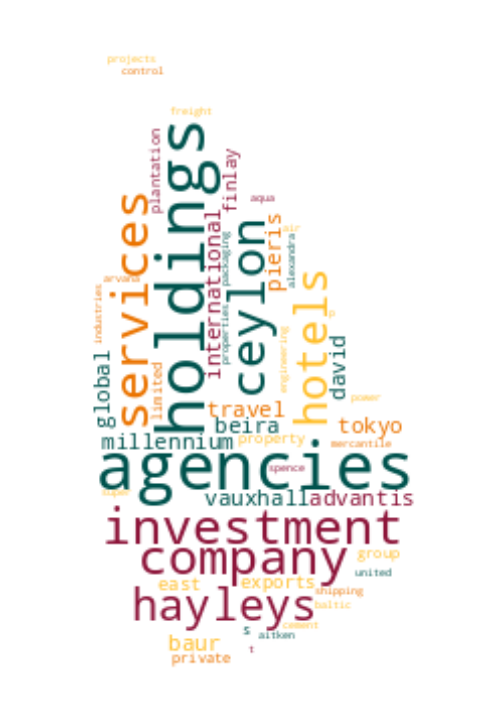 projects
control
freight
plantation
holdings
finlay
services
international
aqua
ceylon
pieris
air
packaging
alexandra
arvana
industries
hotels
properties
engineering
david
global
limited
travel
power
beira
tokyo
millennium
property
mercantile
agencies
spence
super
vauxhall
advantis
investment
company
group
united
east
exports
shipping
hayleys
baltic
cement
s
aitken
baur
t
private